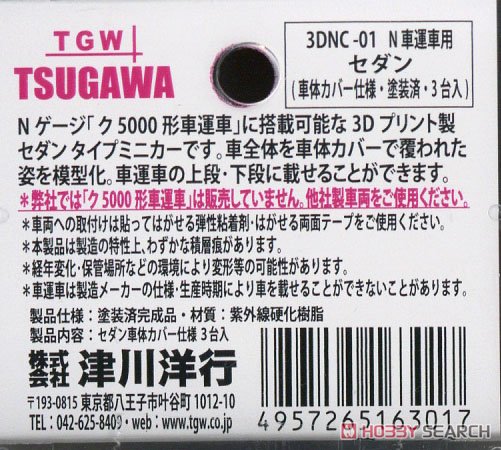 TGW
TSUGAWA
3DNC-01 N車運車用
セダン
(車体カバー仕様・塗装済・3台入)
Nゲージ「ク5000形車運車」に搭載可能な3Dプリント製
セダンタイプミニカーです。車全体を車体カバーで覆われた
姿を模型化。車運車の上段・下段に載せることができます。
*弊社では「ク5000形車運車」は販売していません。他社製車両をご使用ください。
*車両への取付けは貼ってはがせる弾性粘着剤・はがせる両面テープをご使用ください。
*本製品は製造の特性上、わずかな積層痕があります。
*経年変化・保管場所などの環境により変形等の可能性があります。
*車運車は製造メーカーの仕様・生産時期により車を載せることができないことがあります。
製品仕様:塗装済完成品・材質:紫外線硬化樹脂
製品内容:セダン車体カバー仕様3台入
株式会社 津川洋行
〒193-0815 東京都八王子市叶谷町1012-10
TEL:042-625-8409・www.tgw.co.jp
4957265163017
HOBBY SEARCH